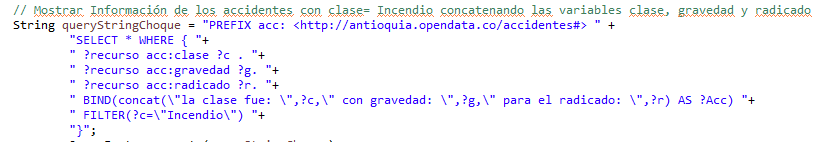 // Mostrar Información de los accidentes con clase= Incendio concatenando las variables clase, gravedad y radicado
String queryStringChoque = "PREFIX acc: <http://antioquia.opendata.co/accidentes#> " +
"SELECT * WHERE { "+
" ?recurso acc:clase ?c . "+
" ?recurso acc:gravedad ?g. "+
" ?recurso acc:radicado ?r. "+
" BIND(concat(\"la clase fue: \",?c,\" con gravedad: \",?g,\" para el radicado: \",?r) AS ?Acc) "+
" FILTER(?c=\"Incendio\") "+
"}";